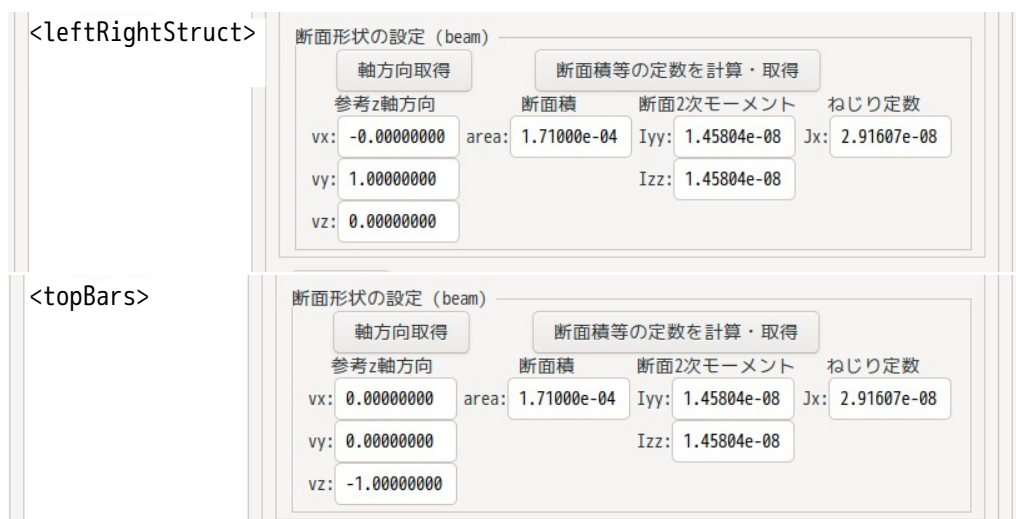 <leftRightStruct>
断面形状の設定 (beam)
軸方向取得 断面積等の定数を計算・取得
参考z軸方向 断面積 断面2次モーメント ねじり定数
vx: -0.00000000 area: 1.71000e-04 Iyy: 1.45804e-08 Jx: 2.91607e-08
vy: 1.00000000 Izz: 1.45804e-08
vz: 0.00000000
<topBars>
断面形状の設定 (beam)
軸方向取得 断面積等の定数を計算・取得
参考z軸方向 断面積 断面2次モーメント ねじり定数
vx: 0.00000000 area: 1.71000e-04 Iyy: 1.45804e-08 Jx: 2.91607e-08
vy: 0.00000000 Izz: 1.45804e-08
vz: -1.00000000